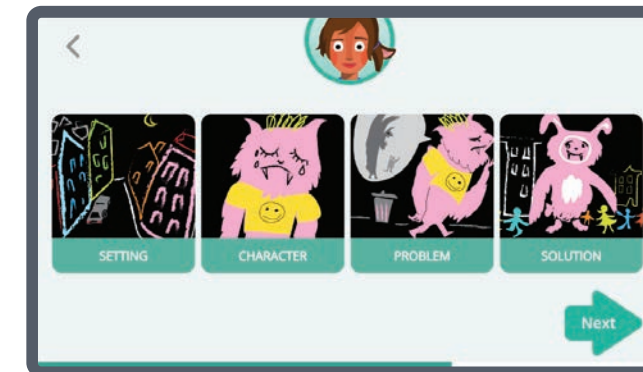 SETTING
CHARACTER
PROBLEM
SOLUTION
Next